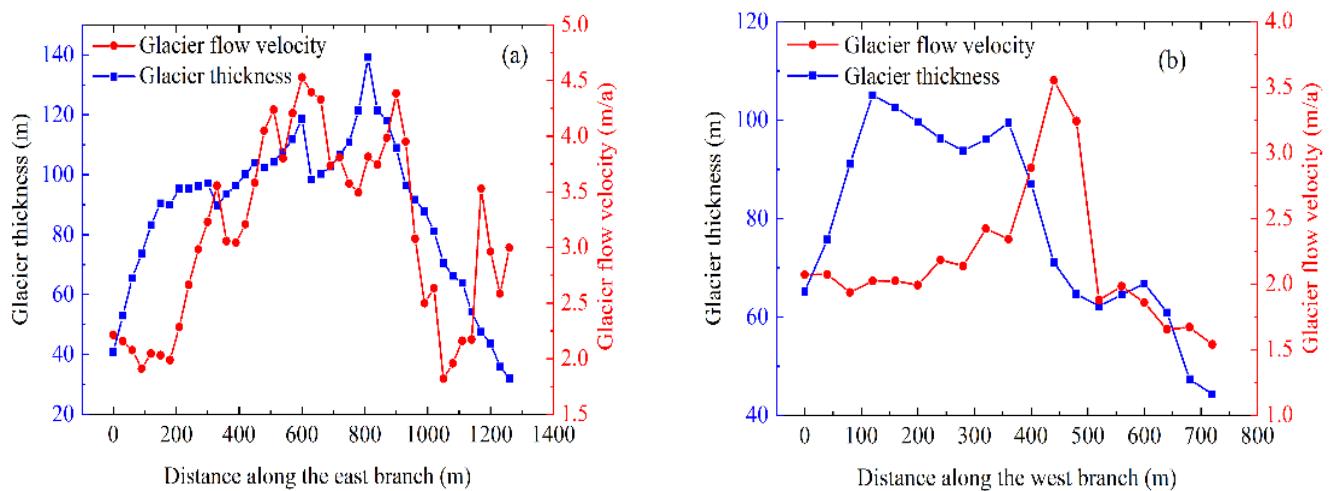 Glacier flow velocity
Glacier thickness
(a)
140
120
100
80
60
40
20
Glacier thickness (m)
5.0
4.5
4.0
3.5
3.0
2.5
2.0
1.5
Glacier flow velocity (m/a)
0 200 400 600 800 1000 1200 1400
Distance along the east branch (m)
Glacier flow velocity
Glacier thickness
(b)
120
100
80
60
40
Glacier thickness (m)
4.0
3.5
3.0
2.5
2.0
1.5
1.0
Glacier flow velocity (m/a)
0 100 200 300 400 500 600 700 800
Distance along the west branch (m)